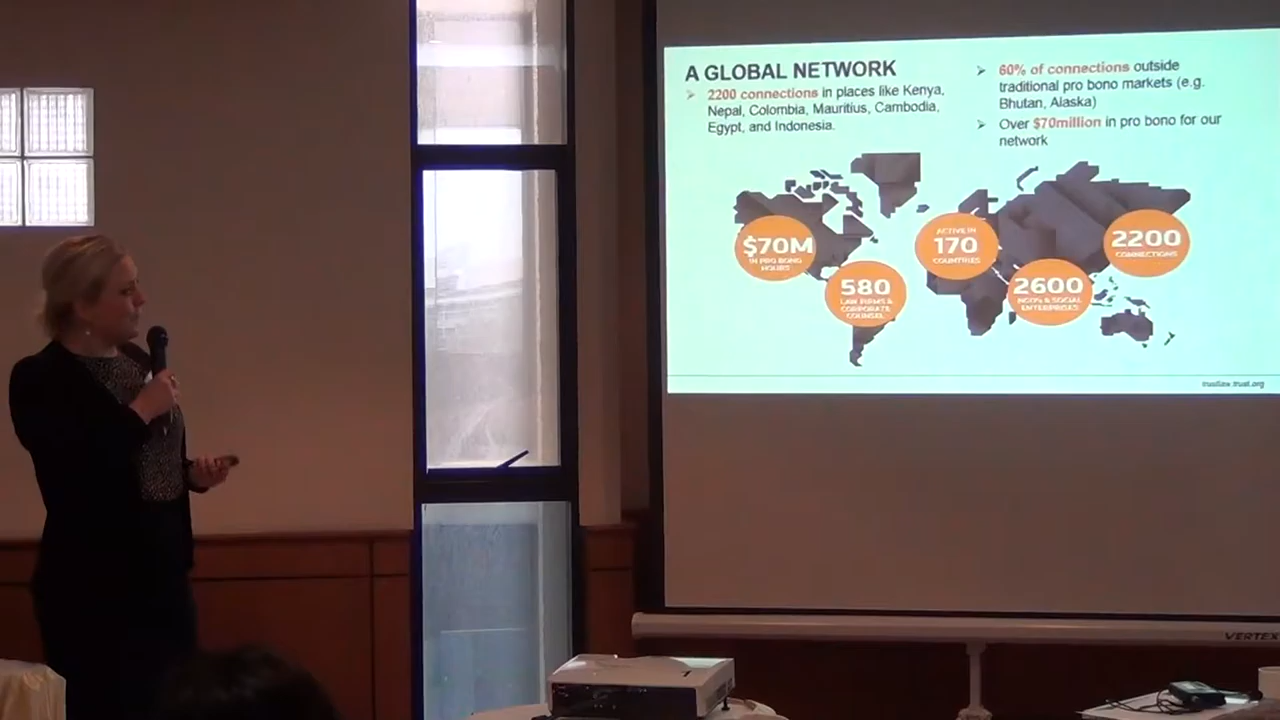 A GLOBAL NETWORK
➢ 2200 connections in places like Kenya,
Nepal, Colombia, Mauritius, Cambodia,
Egypt, and Indonesia.
➢ 60% of connections outside
traditional pro bono markets (e.g.
Bhutan, Alaska)
➢ Over $70million in pro bono for our
network
$70M
IN PRO BONO
HOURS
580
LAW FIRMS &
CORPORATE
COUNSEL
ACTIVE IN
170
COUNTRIES
2600
NGOs & SOCIAL
ENTERPRISES
2200
CONNECTIONS
trustlaw.trust.org
VERTEX